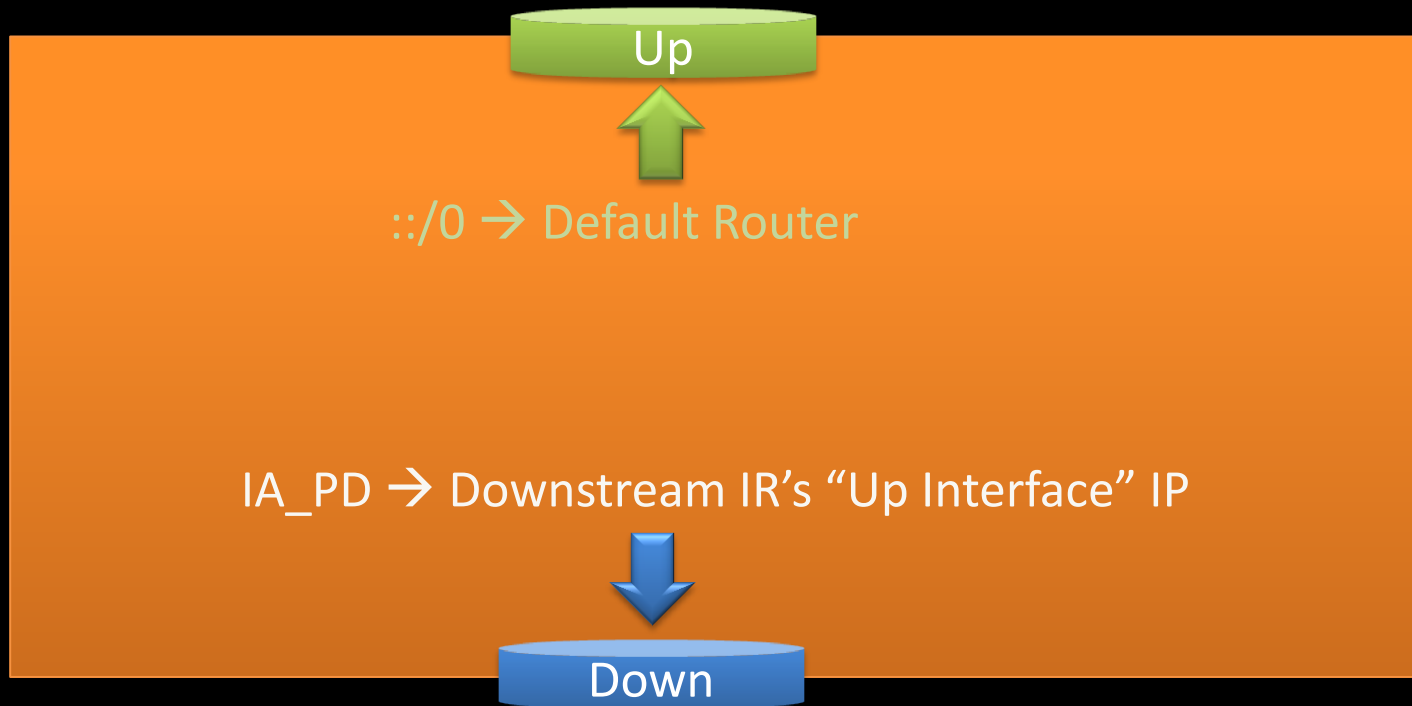 Up
::/0 → Default Router
IA_PD → Downstream IR’s “Up Interface” IP
Down